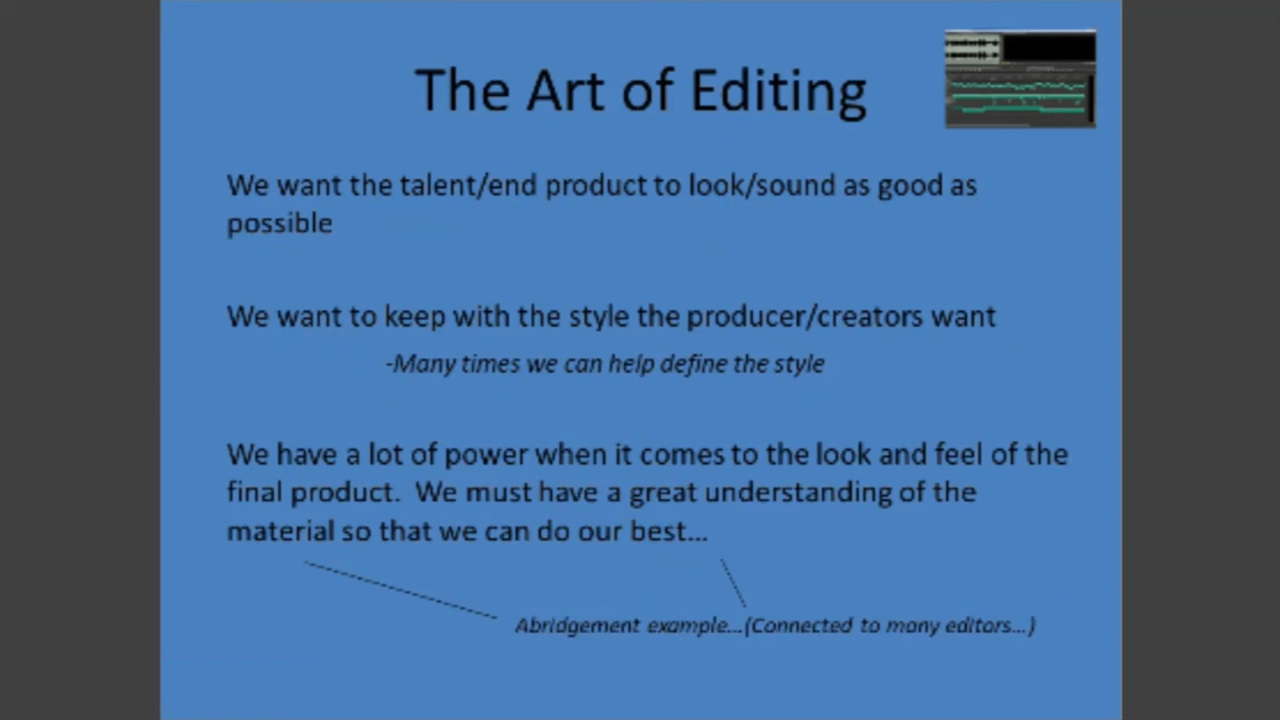 The Art of Editing
We want the talent/end product to look/sound as good as
possible
We want to keep with the style the producer/creators want
-Many times we can help define the style
We have a lot of power when it comes to the look and feel of the
final product.  We must have a great understanding of the
material so that we can do our best...
Abridgement example...(Connected to many editors...)